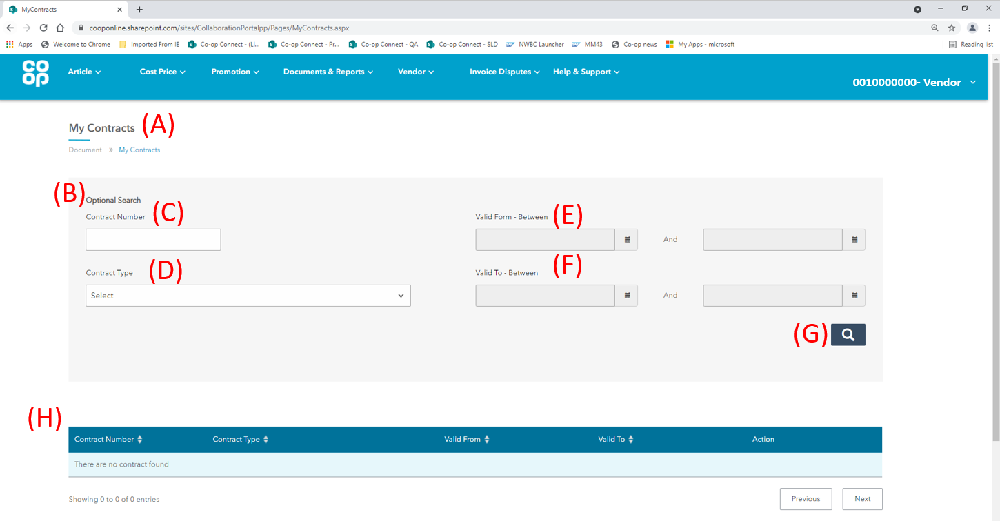 MyContracts
cooponline.sharepoint.com/sites/CollaborationPortalpp/Pages/MyContracts.aspx
Apps Welcome to Chrome Imported From IE Co-op Connect - (Li... Co-op Connect - Pr... Co-op Connect - QA Co-op Connect - SLD NWBC Launcher MM43 Co-op news My Apps - microsoft Reading list
CO
OP
Article Cost Price Promotion Documents & Reports Vendor Invoice Disputes Help & Support
0010000000- Vendor
My Contracts (A)
Document » My Contracts
(B) Optional Search
Contract Number (C) Valid Form - Between (E)
And
Contract Type (D) Valid To - Between (F)
Select And
(G)
(H)
Contract Number Contract Type Valid From Valid To Action
There are no contract found
Showing 0 to 0 of 0 entries Previous Next